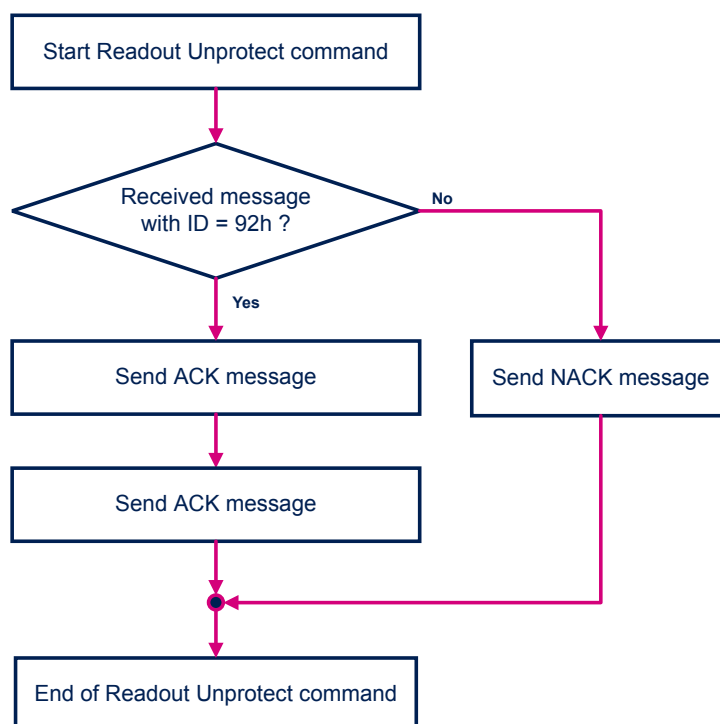 Start Readout Unprotect command
Received message
with ID = 92h ?
No
Yes
Send ACK message
Send NACK message
Send ACK message
End of Readout Unprotect command